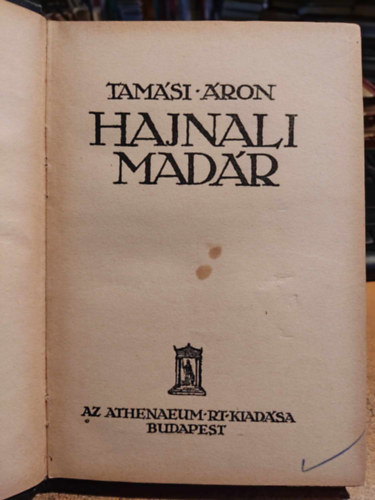 TAMÁSI · ÁRON
HAJNALI
MADÁR
AZ ATHENAEUM · RT · KIADÁSA
BUDAPEST